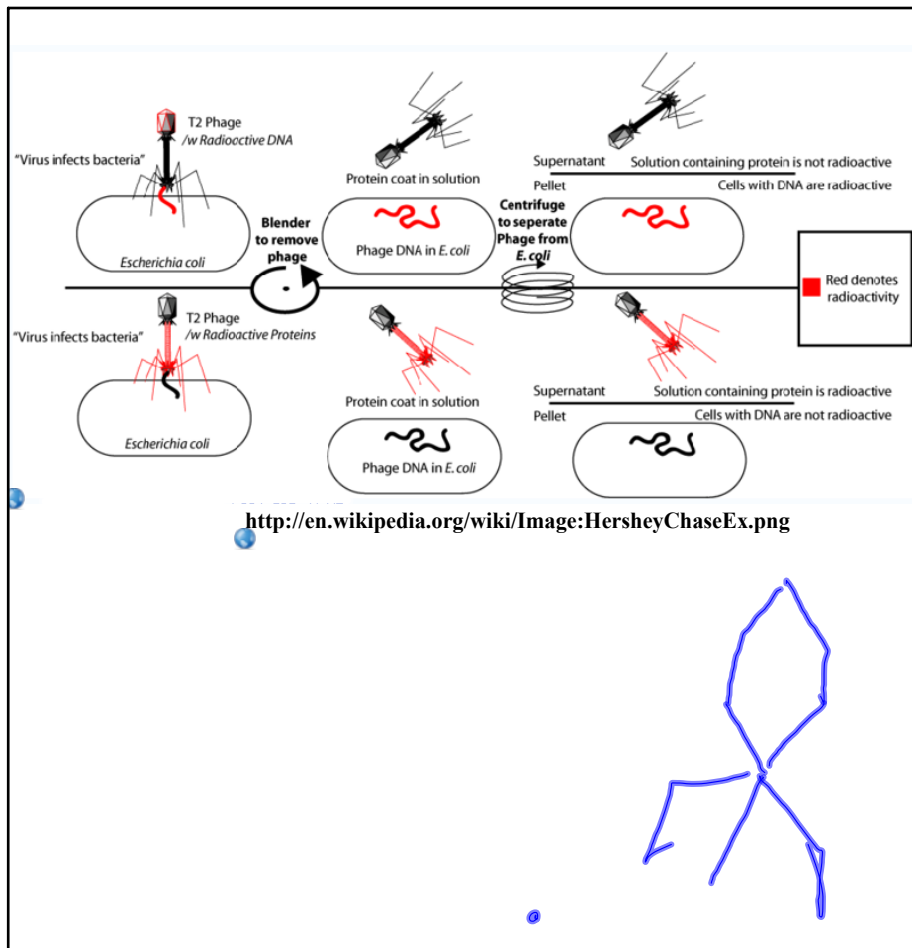 T2 Phage
/w Radioacctive DNA
"Virus infects bacteria"
Escherichia coli
Blender
to remove
phage
Protein coat in solution
Phage DNA in E. coli
Centrifuge
to seperate
Phage from
E. coli
Supernatant Solution containing protein is not radioactive
Pellet Cells with DNA are radioactive
Red denotes
radioactivity
T2 Phage
/w Radioactive Proteins
"Virus infects bacteria"
Escherichia coli
Protein coat in solution
Phage DNA in E. coli
Supernatant Solution containing protein is radioactive
Pellet Cells with DNA are not radioactive
http://en.wikipedia.org/wiki/Image:HersheyChaseEx.png